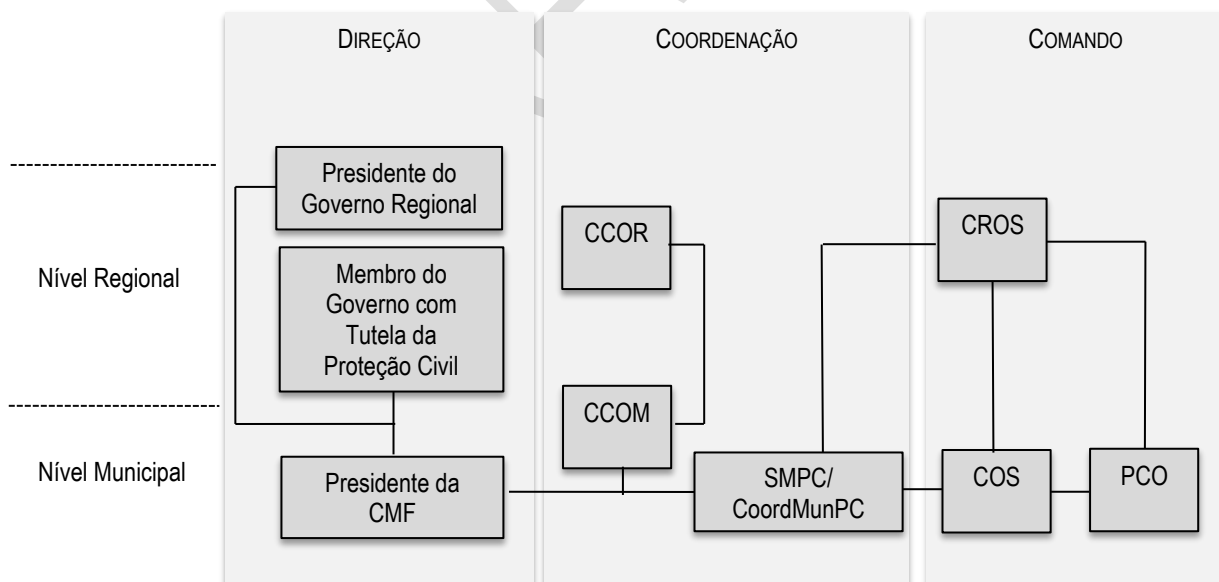 DIREÇÃO
COORDENAÇÃO
COMANDO
Presidente do
Governo Regional
CCOR
CROS
Nível Regional
Membro do
Governo com
Tutela da
Proteção Civil
CCOM
Nível Municipal
Presidente da
CMF
SMPC/
CoordMunPC
COS
PCO